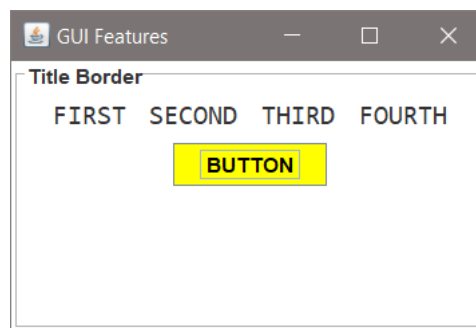 GUI Features
Title Border
FIRST SECOND THIRD FOURTH
BUTTON